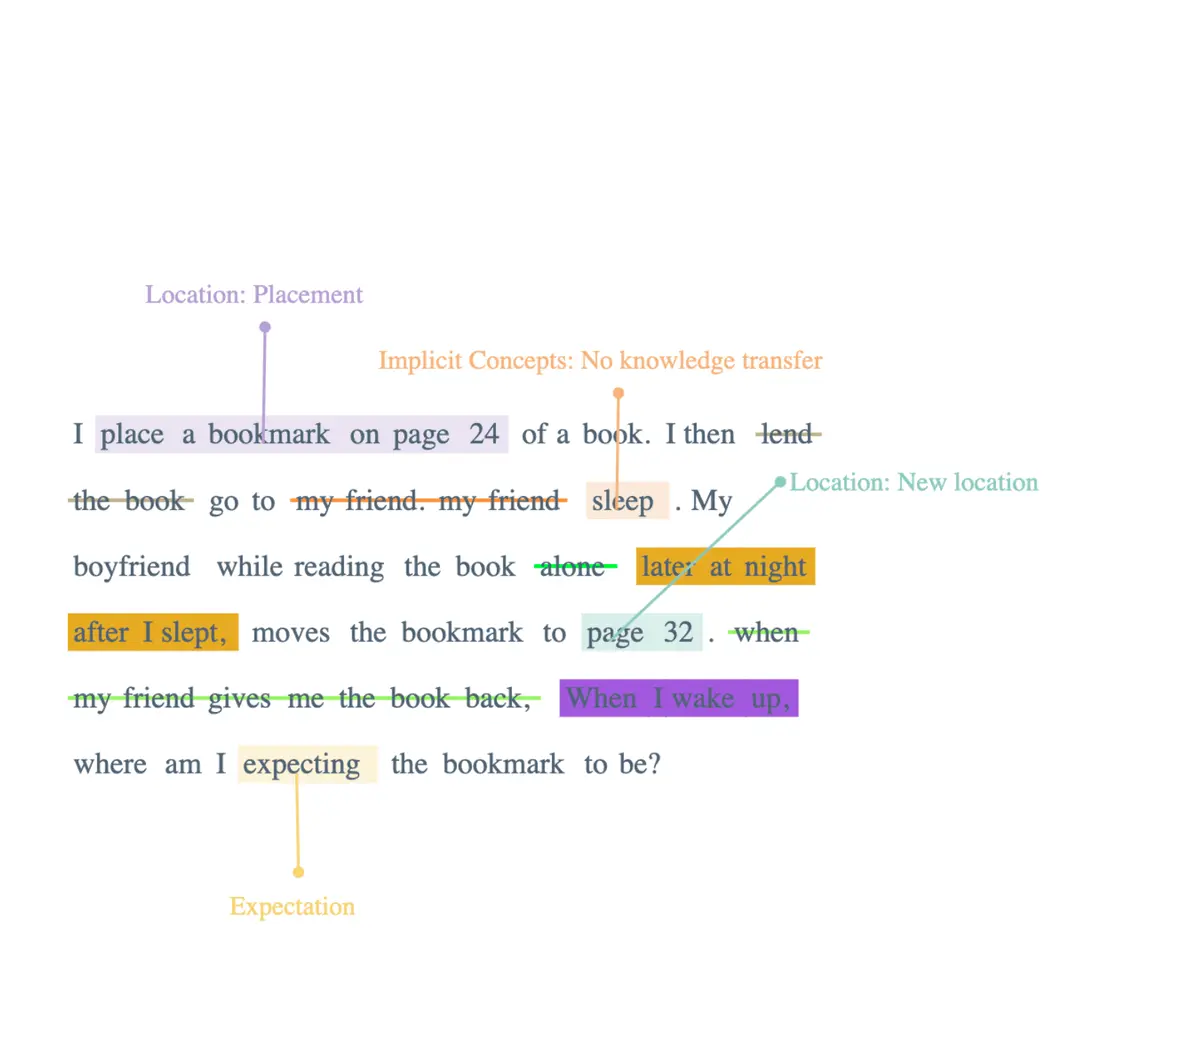 Location: Placement
Implicit Concepts: No knowledge transfer
I place a bookmark on page 24 of a book. I then lend
the book go to my friend. my friend sleep . My
Location: New location
boyfriend while reading the book alone later at night
after I slept, moves the bookmark to page 32 . when
my friend gives me the book back, When I wake up,
where am I expecting the bookmark to be?
Expectation